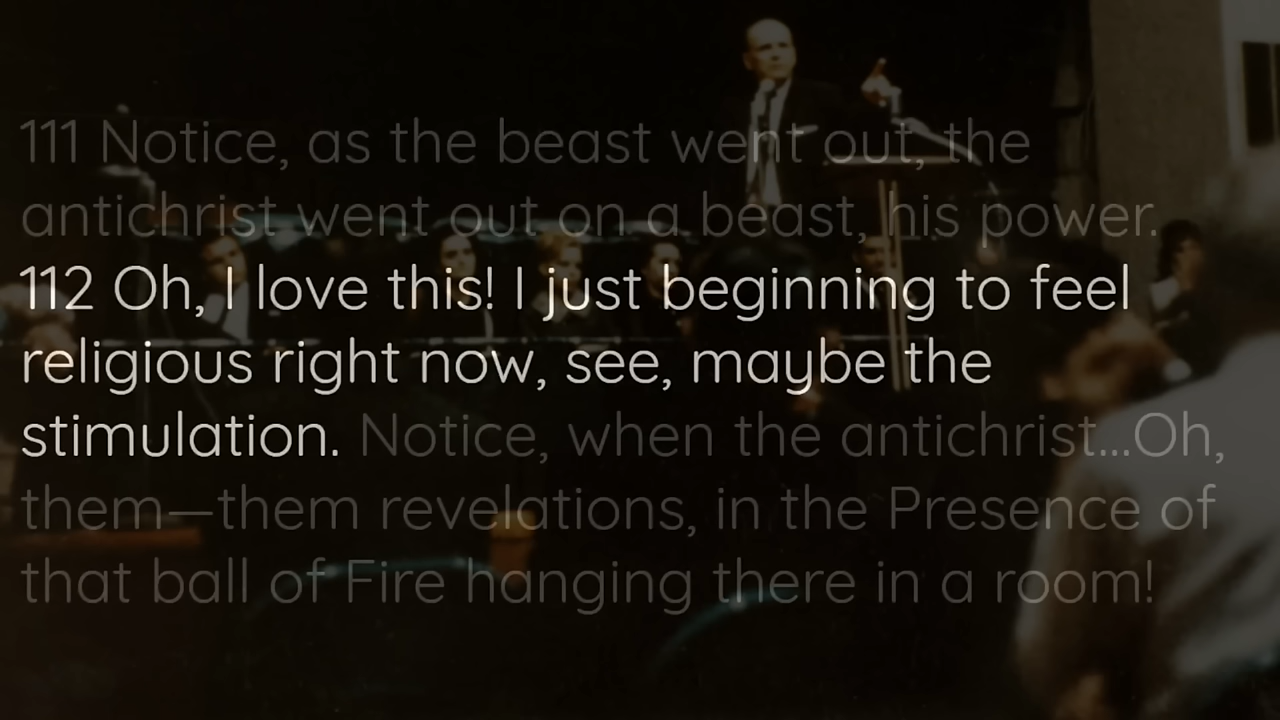 111 Notice, as the beast went out, the
antichrist went out on a beast, his power.
112 Oh, I love this! I just beginning to feel
religious right now, see, maybe the
stimulation. Notice, when the antichrist...Oh,
them—them revelations, in the Presence of
that ball of Fire hanging there in a room!